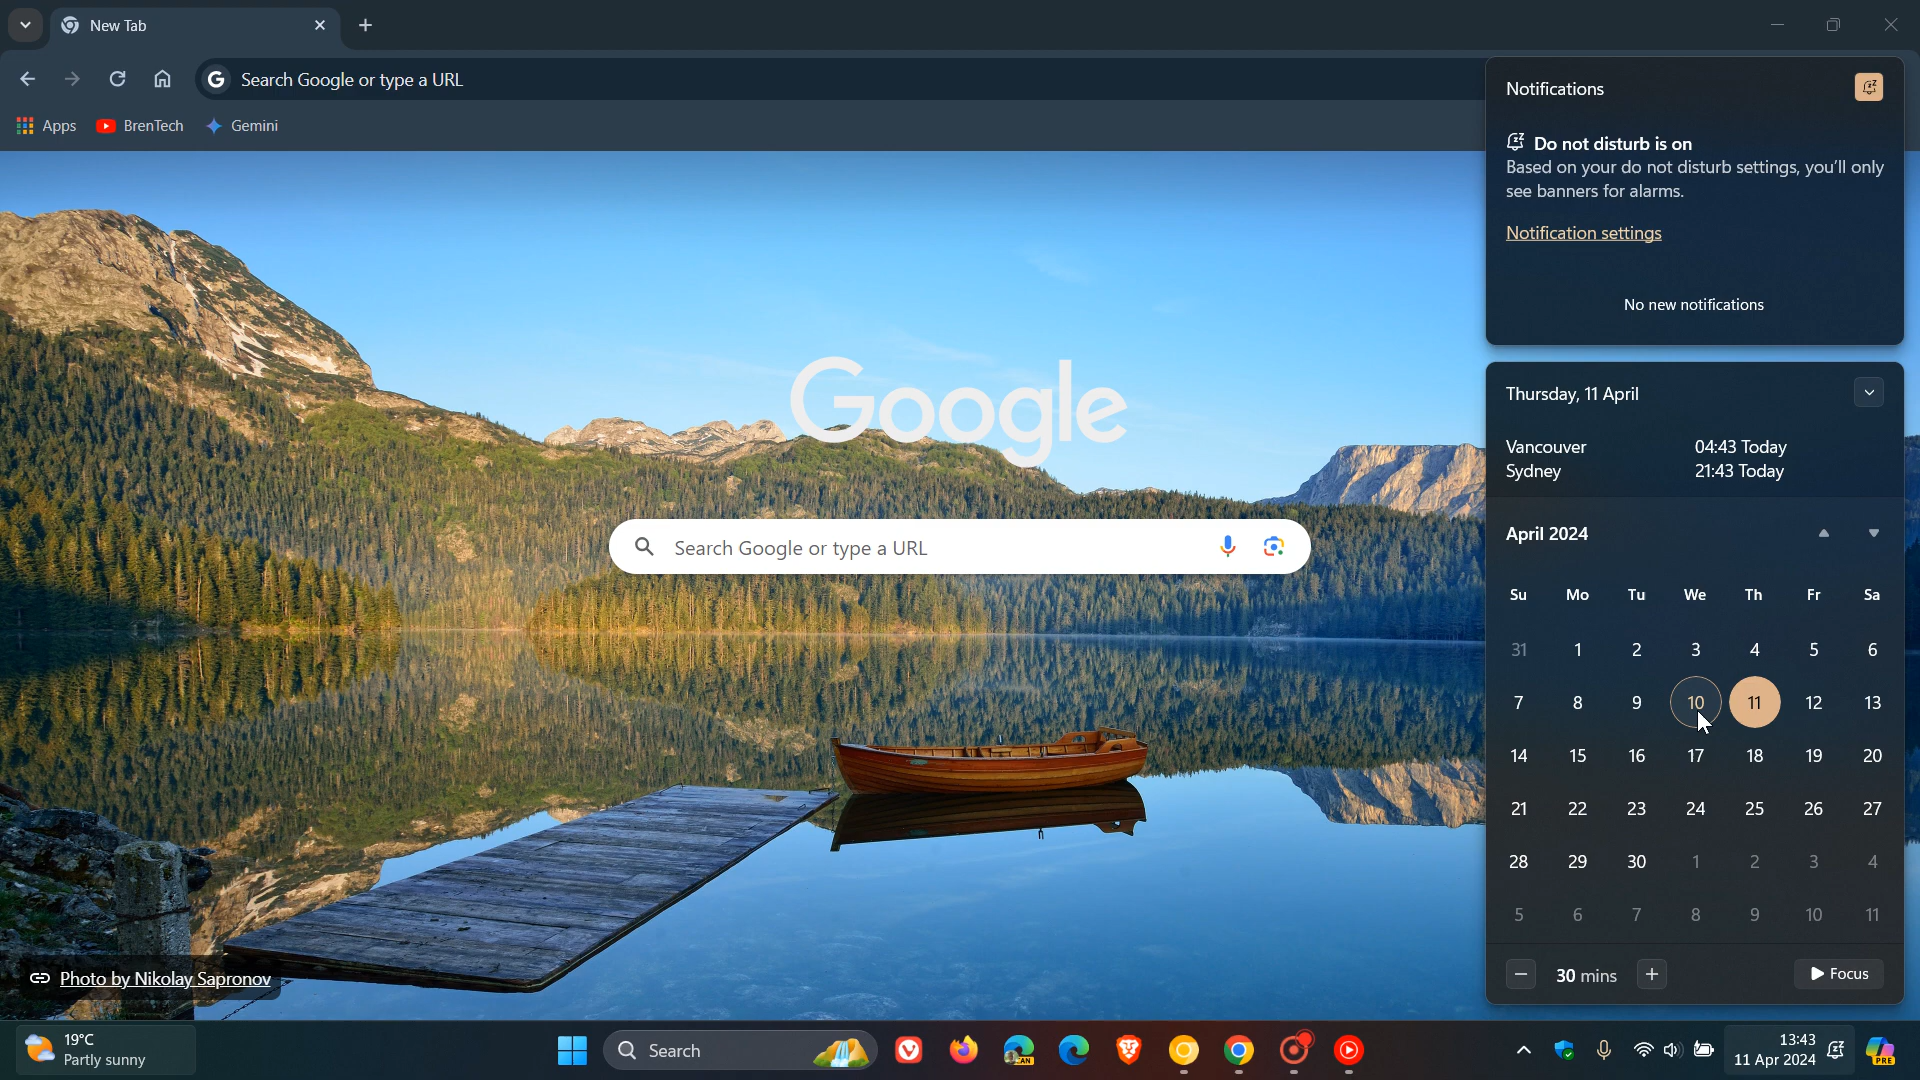 New Tab
Search Google or type a URL
Apps BrenTech Gemini
Google
Search Google or type a URL
Photo by Nikolay Sapronov
Notifications
Do not disturb is on
Based on your do not disturb settings, you'll only
see banners for alarms.
Notification settings
No new notifications
Thursday, 11 April
Vancouver 04:43 Today
Sydney 21:43 Today
April 2024
Su Mo Tu We Th Fr Sa
31 1 2 3 4 5 6
7 8 9 10 11 12 13
14 15 16 17 18 19 20
21 22 23 24 25 26 27
28 29 30 1 2 3 4
5 6 7 8 9 10 11
30 mins Focus
19°C
Partly sunny
Search
CAN
13:43
11 Apr 2024
PRE